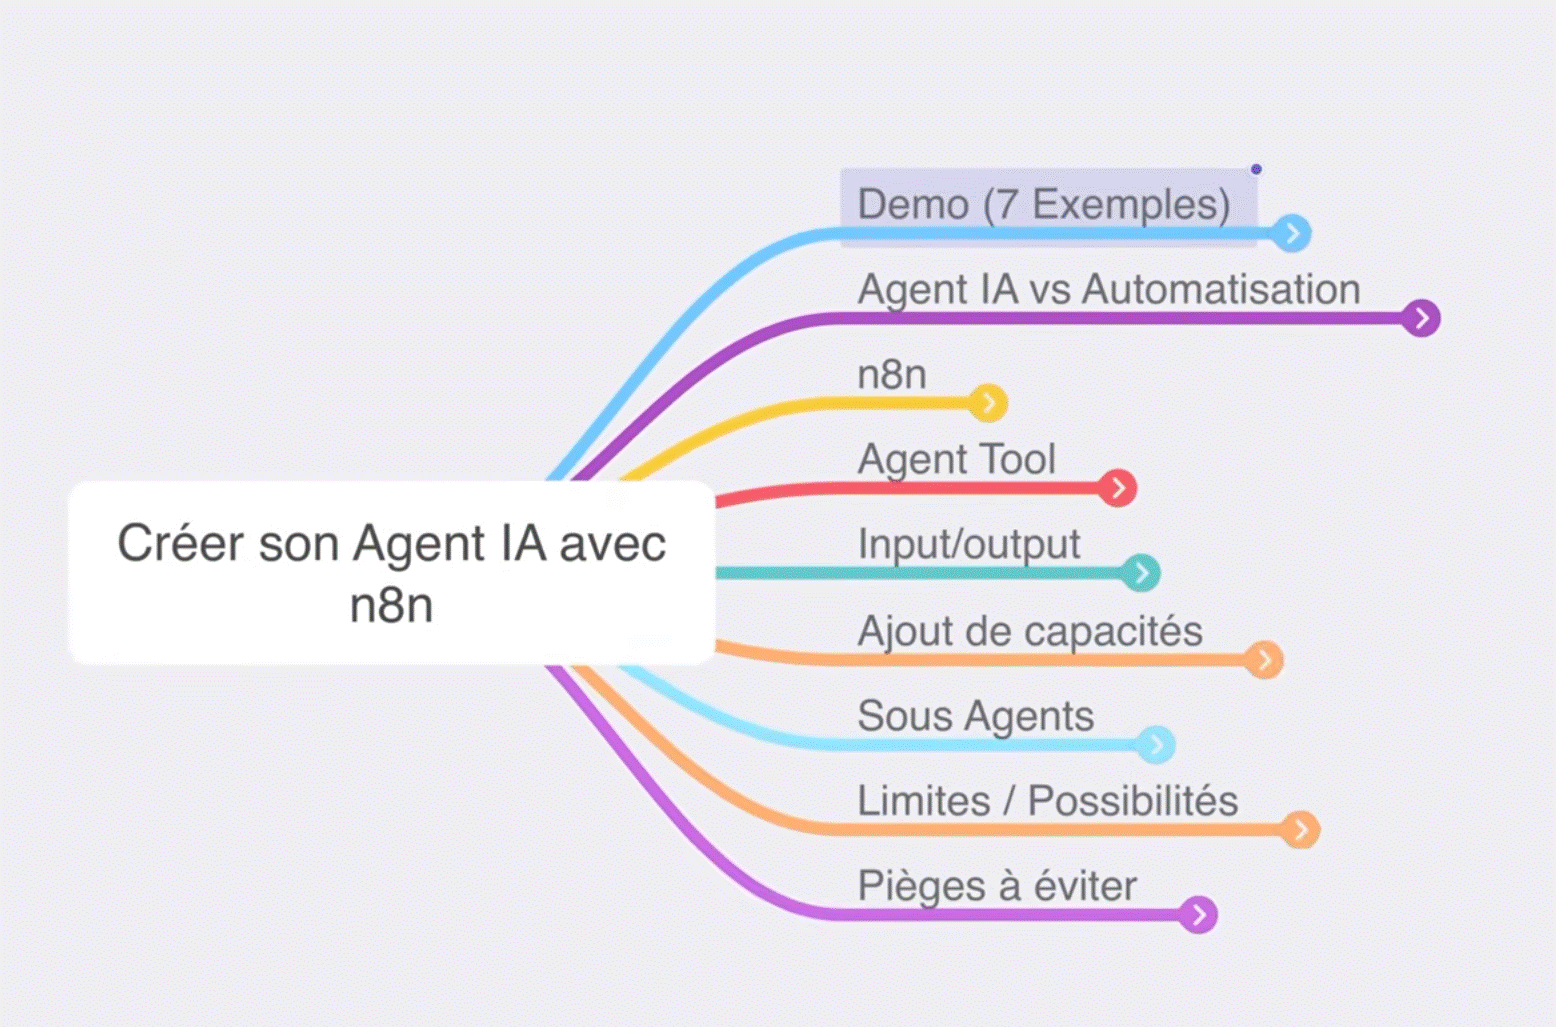 Demo (7 Exemples)
Agent IA vs Automatisation
n8n
Agent Tool
Créer son Agent IA avec
n8n
Input/output
Ajout de capacités
Sous Agents
Limites / Possibilités
Pièges à éviter